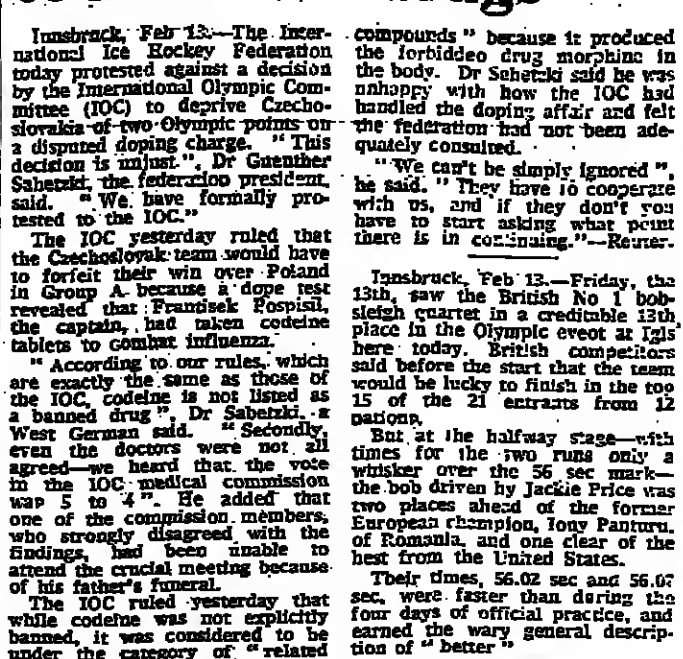 Innsbruck, Feb 13.—The Inter-
national Ice Hockey Federation
today protested against a decision
by the International Olympic Com-
mittee (IOC) to deprive Czecho-
slovakia of two Olympic points on
a disputed doping charge. " This
decision is unjust ", Dr Guenther
Sabetzki, the federation president,
said. " We have formally pro-
tested to the IOC."
The IOC yesterday ruled that
the Czechoslovak team would have
to forfeit their win over Poland
in Group A because a dope test
revealed that Frantisek Pospisil,
the captain, had taken codeine
tablets to combat influenza.
" According to our rules, which
are exactly the same as those of
the IOC, codeine is not listed as
a banned drug ", Dr Sabetzki, a
West German said. " Secondly,
even the doctors were not all
agreed—we heard that the vote
in the IOC medical commission
was 5 to 4 ". He added that
one of the commission members,
who strongly disagreed with the
findings, had been unable to
attend the crucial meeting because
of his father's funeral.
The IOC ruled yesterday that
while codeine was not explicitly
banned, it was considered to be
under the category of " related
compounds " because it produced
the forbidden drug morphine in
the body. Dr Sabetzki said he was
unhappy with how the IOC had
handled the doping affair and felt
the federation had not been ade-
quately consulted.
" We can't be simply ignored ",
he said. " They have to cooperate
with us, and if they don't you
have to start asking what point
there is in continuing."—Reuter.
Innsbruck, Feb 13.—Friday, the
13th, saw the British No 1 bob-
sleigh quartet in a creditable 13th
place in the Olympic event at Igls
here today. British competitors
said before the start that the team
would be lucky to finish in the top
15 of the 21 entrants from 12
nations.
But at the halfway stage—with
times for the two runs only a
whisker over the 56 sec mark—
the bob driven by Jackie Price was
two places ahead of the former
European champion, Iony Panturu,
of Romania, and one clear of the
best from the United States.
Their times, 56.02 sec and 56.07
sec, were faster than during the
four days of official practice, and
earned the wary general descrip-
tion of " better "